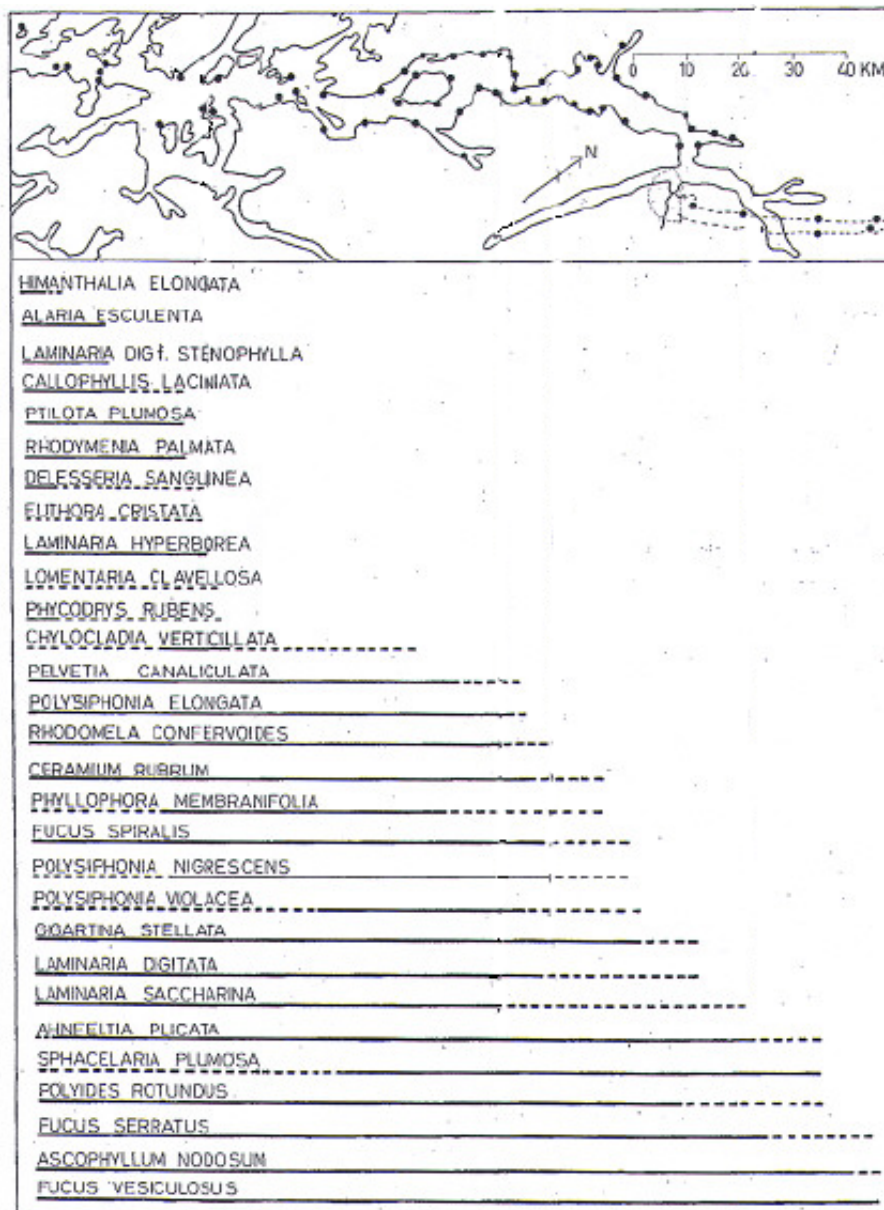 0 10 20 30 40 KM
N
HIMANTHALIA ELONGATA
ALARIA ESCULENTA
LAMINARIA DIG f. STENOPHYLLA
CALLOPHYLLIS LACINIATA
PTILOTA PLUMOSA
RHODYMENIA PALMATA
DELESSERIA SANGUINEA
EUTHORA CRISTATA
LAMINARIA HYPERBOREA
LOMENTARIA CLAVELLOSA
PHYCODRYS RUBENS
CHYLOCLADIA VERTICILLATA
PELVETIA CANALICULATA
POLYSIPHONIA ELONGATA
RHODOMELA CONFERVOIDES
CERAMIUM RUBRUM
PHYLLOPHORA MEMBRANIFOLIA
FUCUS SPIRALIS
POLYSIPHONIA NIGRESCENS
POLYSIPHONIA VIOLACEA
GIGARTINA STELLATA
LAMINARIA DIGITATA
LAMINARIA SACCHARINA
AHNFELTIA PLICATA
SPHACELARIA PLUMOSA
POLYIDES ROTUNDUS
FUCUS SERRATUS
ASCOPHYLLUM NODOSUM
FUCUS VESICULOSUS